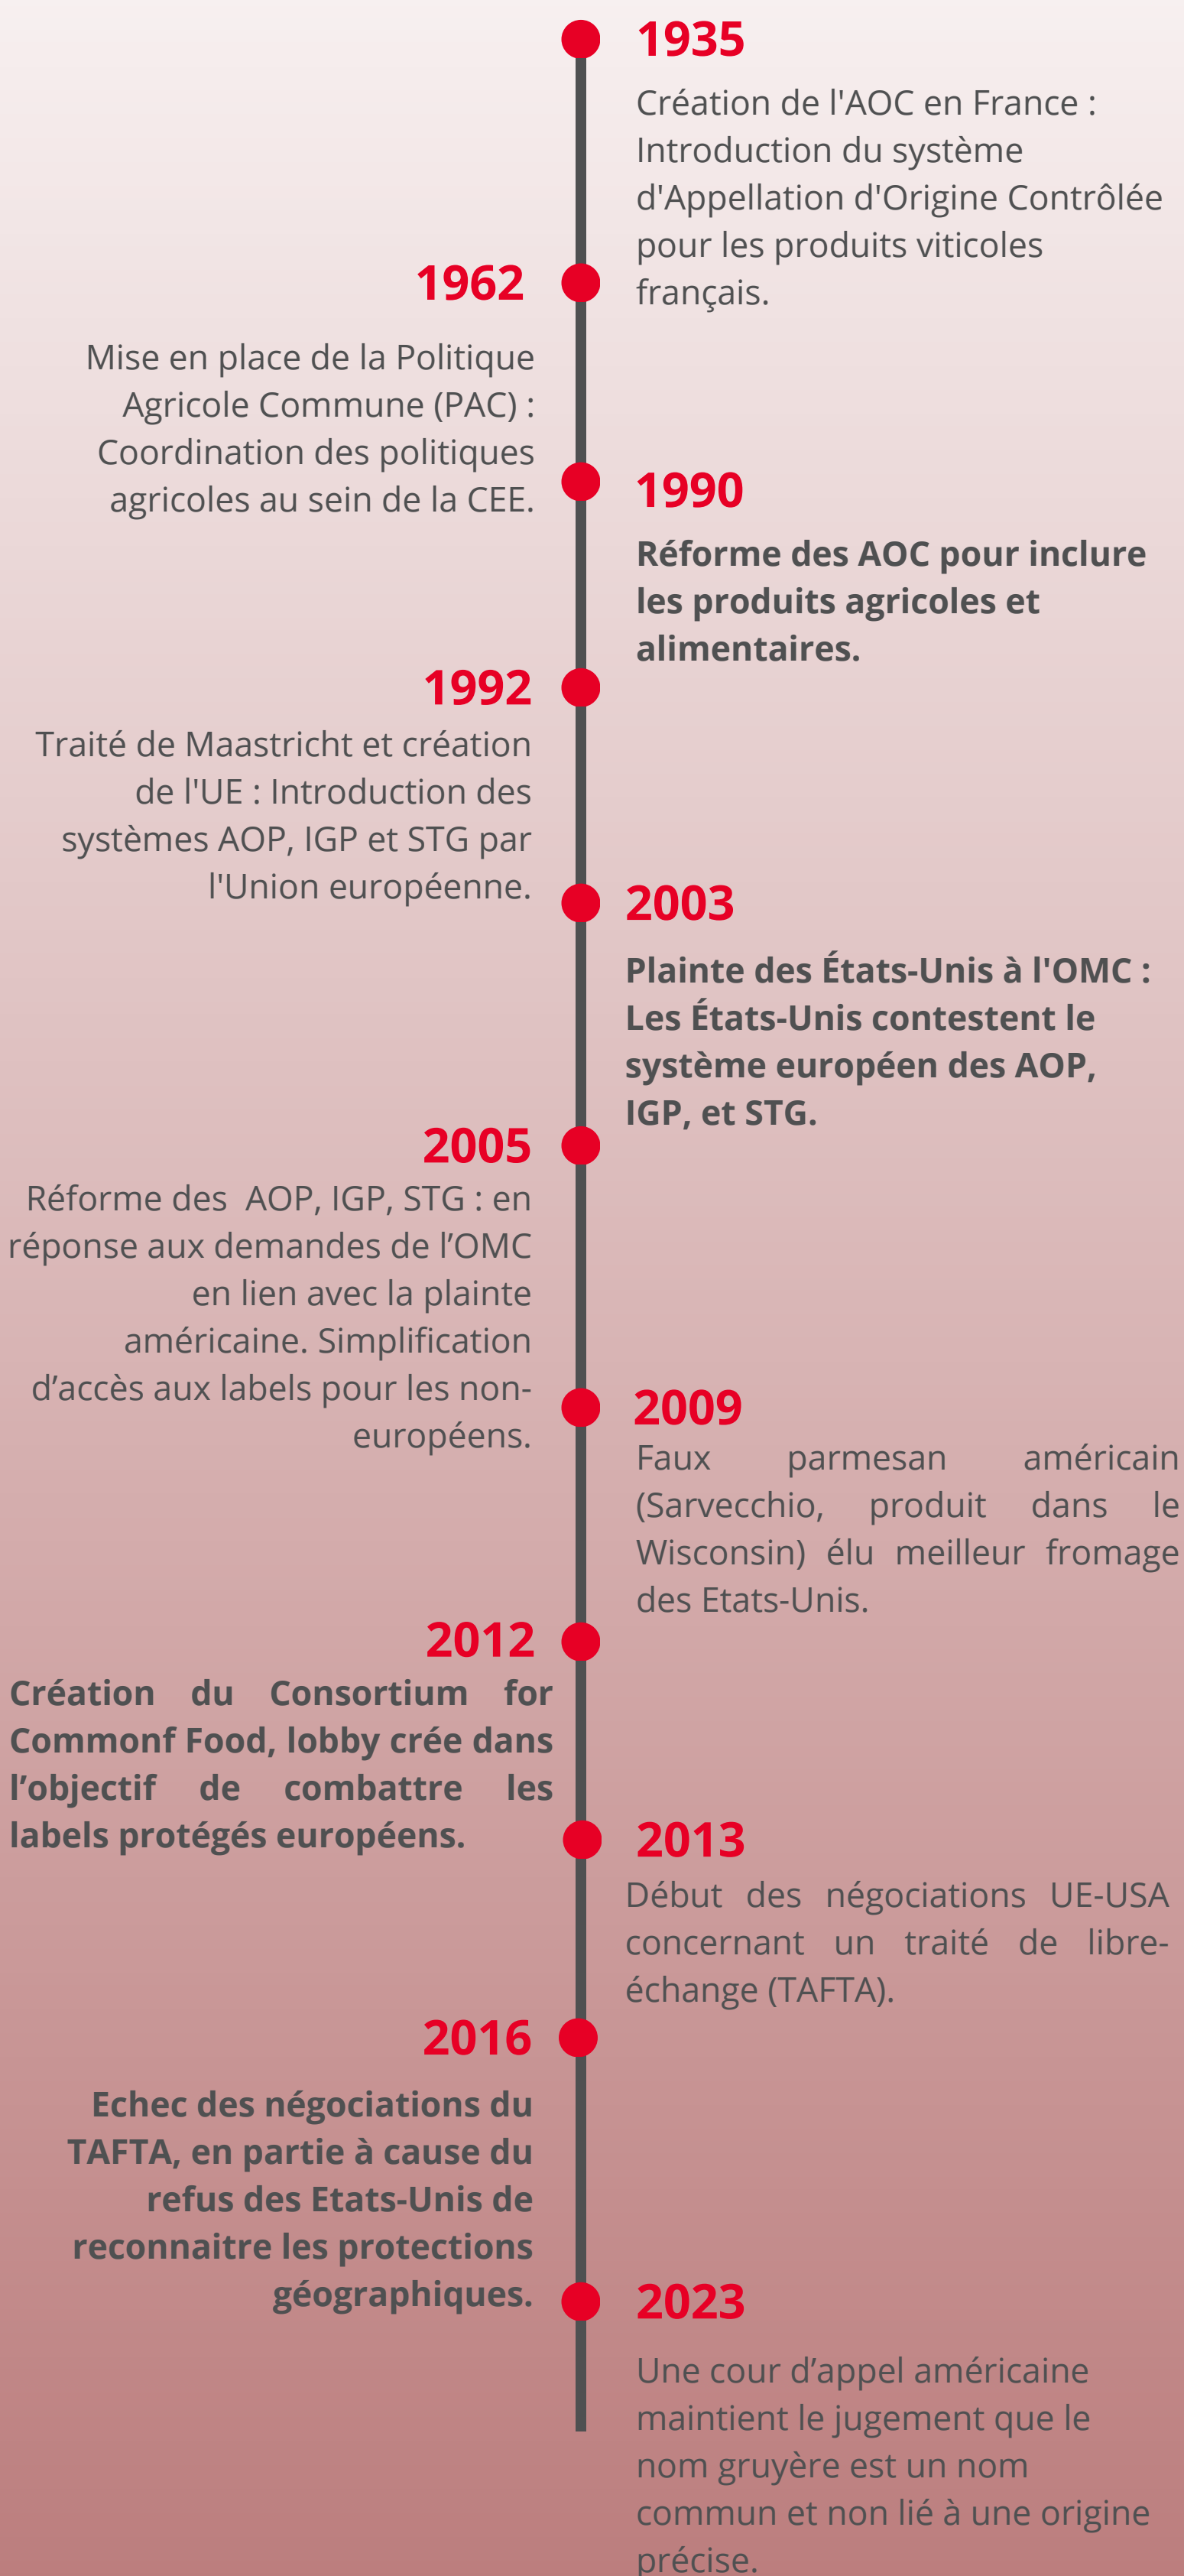 1935
Création de l'AOC en France :
Introduction du système
d'Appellation d'Origine Contrôlée
pour les produits viticoles
français.
1962
Mise en place de la Politique
Agricole Commune (PAC) :
Coordination des politiques
agricoles au sein de la CEE.
1990
Réforme des AOC pour inclure
les produits agricoles et
alimentaires.
1992
Traité de Maastricht et création
de l'UE : Introduction des
systèmes AOP, IGP et STG par
l'Union européenne.
2003
Plainte des États-Unis à l'OMC :
Les États-Unis contestent le
système européen des AOP,
IGP, et STG.
2005
Réforme des  AOP, IGP, STG : en
réponse aux demandes de l’OMC
en lien avec la plainte
américaine. Simplification
d’accès aux labels pour les non-
européens.
2009
Faux parmesan américain
(Sarvecchio, produit dans le
Wisconsin) élu meilleur fromage
des Etats-Unis.
2012
Création du Consortium for
Commonf Food, lobby crée dans
l’objectif de combattre les
labels protégés européens.
2013
Début des négociations UE-USA
concernant un traité de libre-
échange (TAFTA).
2016
Echec des négociations du
TAFTA, en partie à cause du
refus des Etats-Unis de
reconnaitre les protections
géographiques.
2023
Une cour d’appel américaine
maintient le jugement que le
nom gruyère est un nom
commun et non lié à une origine
précise.